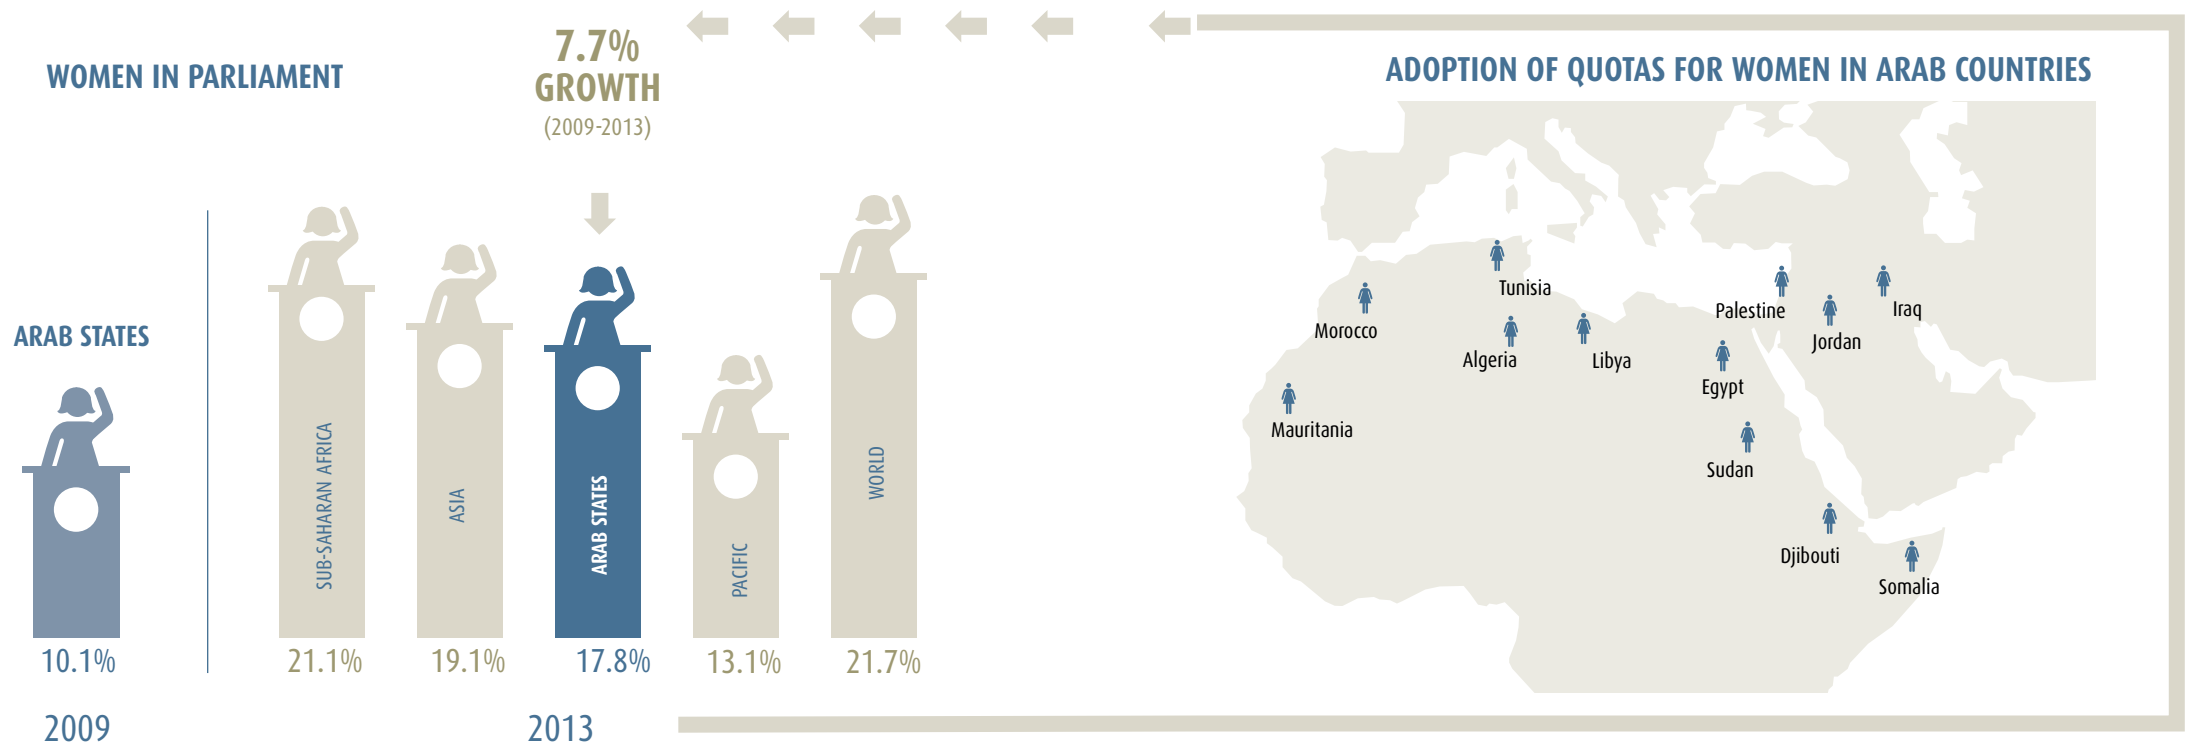 WOMEN IN PARLIAMENT
7.7%
GROWTH
(2009-2013)
ARAB STATES
10.1%
2009
SUB-SAHARAN AFRICA
21.1%
ASIA
19.1%
ARAB STATES
17.8%
PACIFIC
13.1%
WORLD
21.7%
2013
ADOPTION OF QUOTAS FOR WOMEN IN ARAB COUNTRIES
Tunisia
Morocco
Algeria
Libya
Palestine
Iraq
Jordan
Egypt
Mauritania
Sudan
Djibouti
Somalia